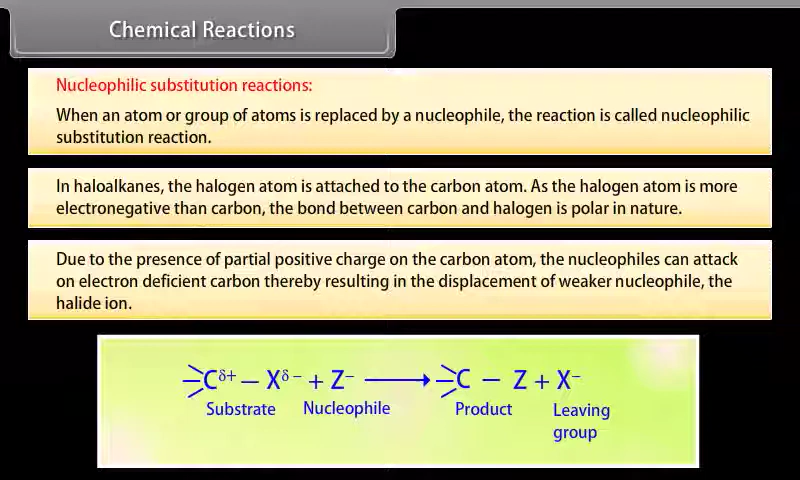 Chemical Reactions
Nucleophilic substitution reactions:
When an atom or group of atoms is replaced by a nucleophile, the reaction is called nucleophilic
substitution reaction.
In haloalkanes, the halogen atom is attached to the carbon atom. As the halogen atom is more
electronegative than carbon, the bond between carbon and halogen is polar in nature.
Due to the presence of partial positive charge on the carbon atom, the nucleophiles can attack
on electron deficient carbon thereby resulting in the displacement of weaker nucleophile, the
halide ion.
C^δ+ – X^δ– + Z⁻ ⟶ C – Z + X⁻
Substrate Nucleophile Product Leaving
group